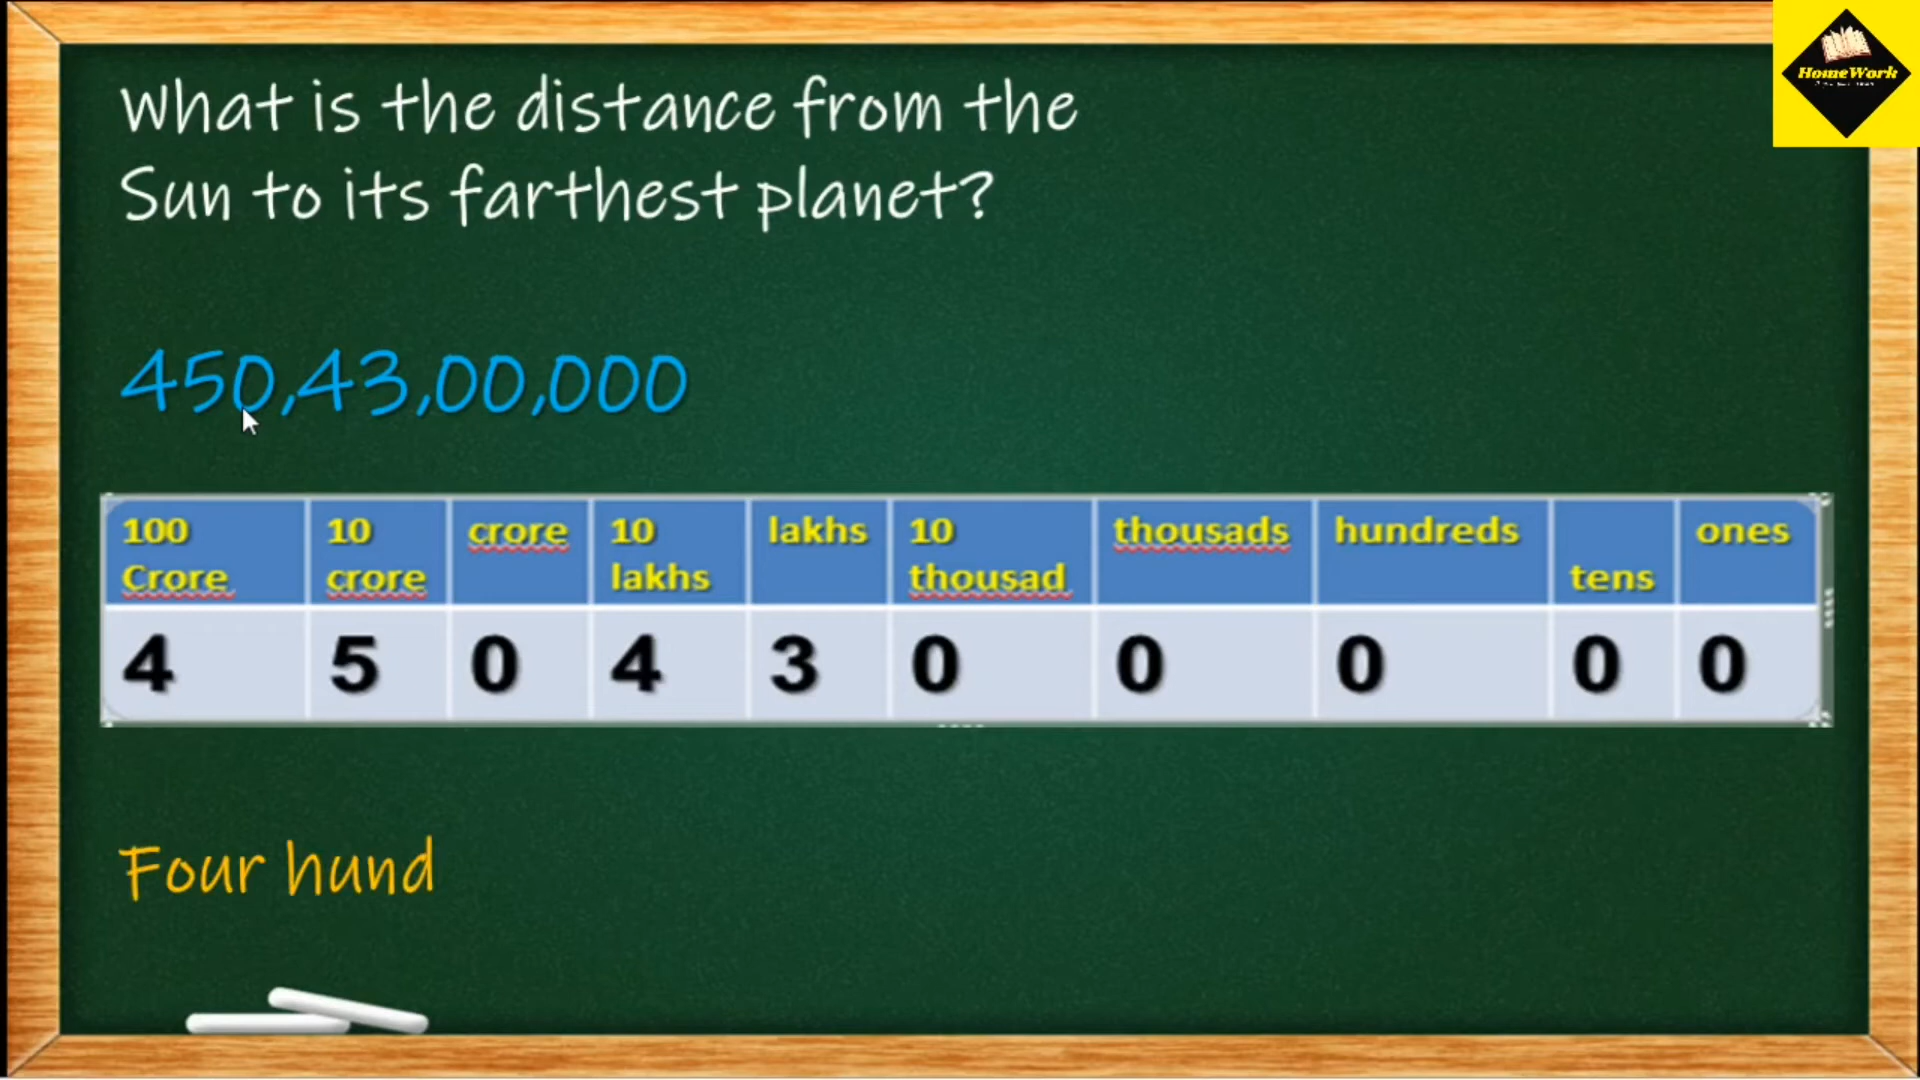 HomeWork
What is the distance from the
Sun to its farthest planet?
450,43,00,000
100 Crore 10 crore crore 10 lakhs lakhs 10 thousad thousads hundreds tens ones
4 5 0 4 3 0 0 0 0 0
Four hund